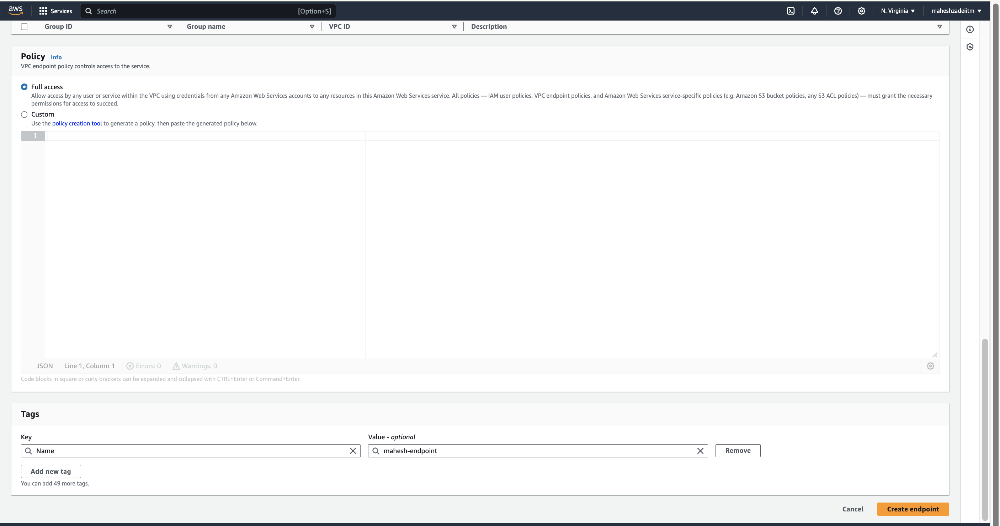 aws
Services
Search
[Option+S]
N. Virginia
maheshzadeiitm
Group ID
Group name
VPC ID
Description
Policy Info
VPC endpoint policy controls access to the service.
Full access
Allow access by any user or service within the VPC using credentials from any Amazon Web Services accounts to any resources in this Amazon Web Services service. All policies — IAM user policies, VPC endpoint policies, and Amazon Web Services service-specific policies (e.g. Amazon S3 bucket policies, any S3 ACL policies) — must grant the necessary
permissions for access to succeed.
Custom
Use the policy creation tool to generate a policy, then paste the generated policy below.
1
JSON
Line 1, Column 1
Errors: 0
Warnings: 0
Code blocks in square or curly brackets can be expanded and collapsed with CTRL+Enter or Command+Enter.
Tags
Key
Value - optional
Name
mahesh-endpoint
Remove
Add new tag
You can add 49 more tags.
Cancel
Create endpoint